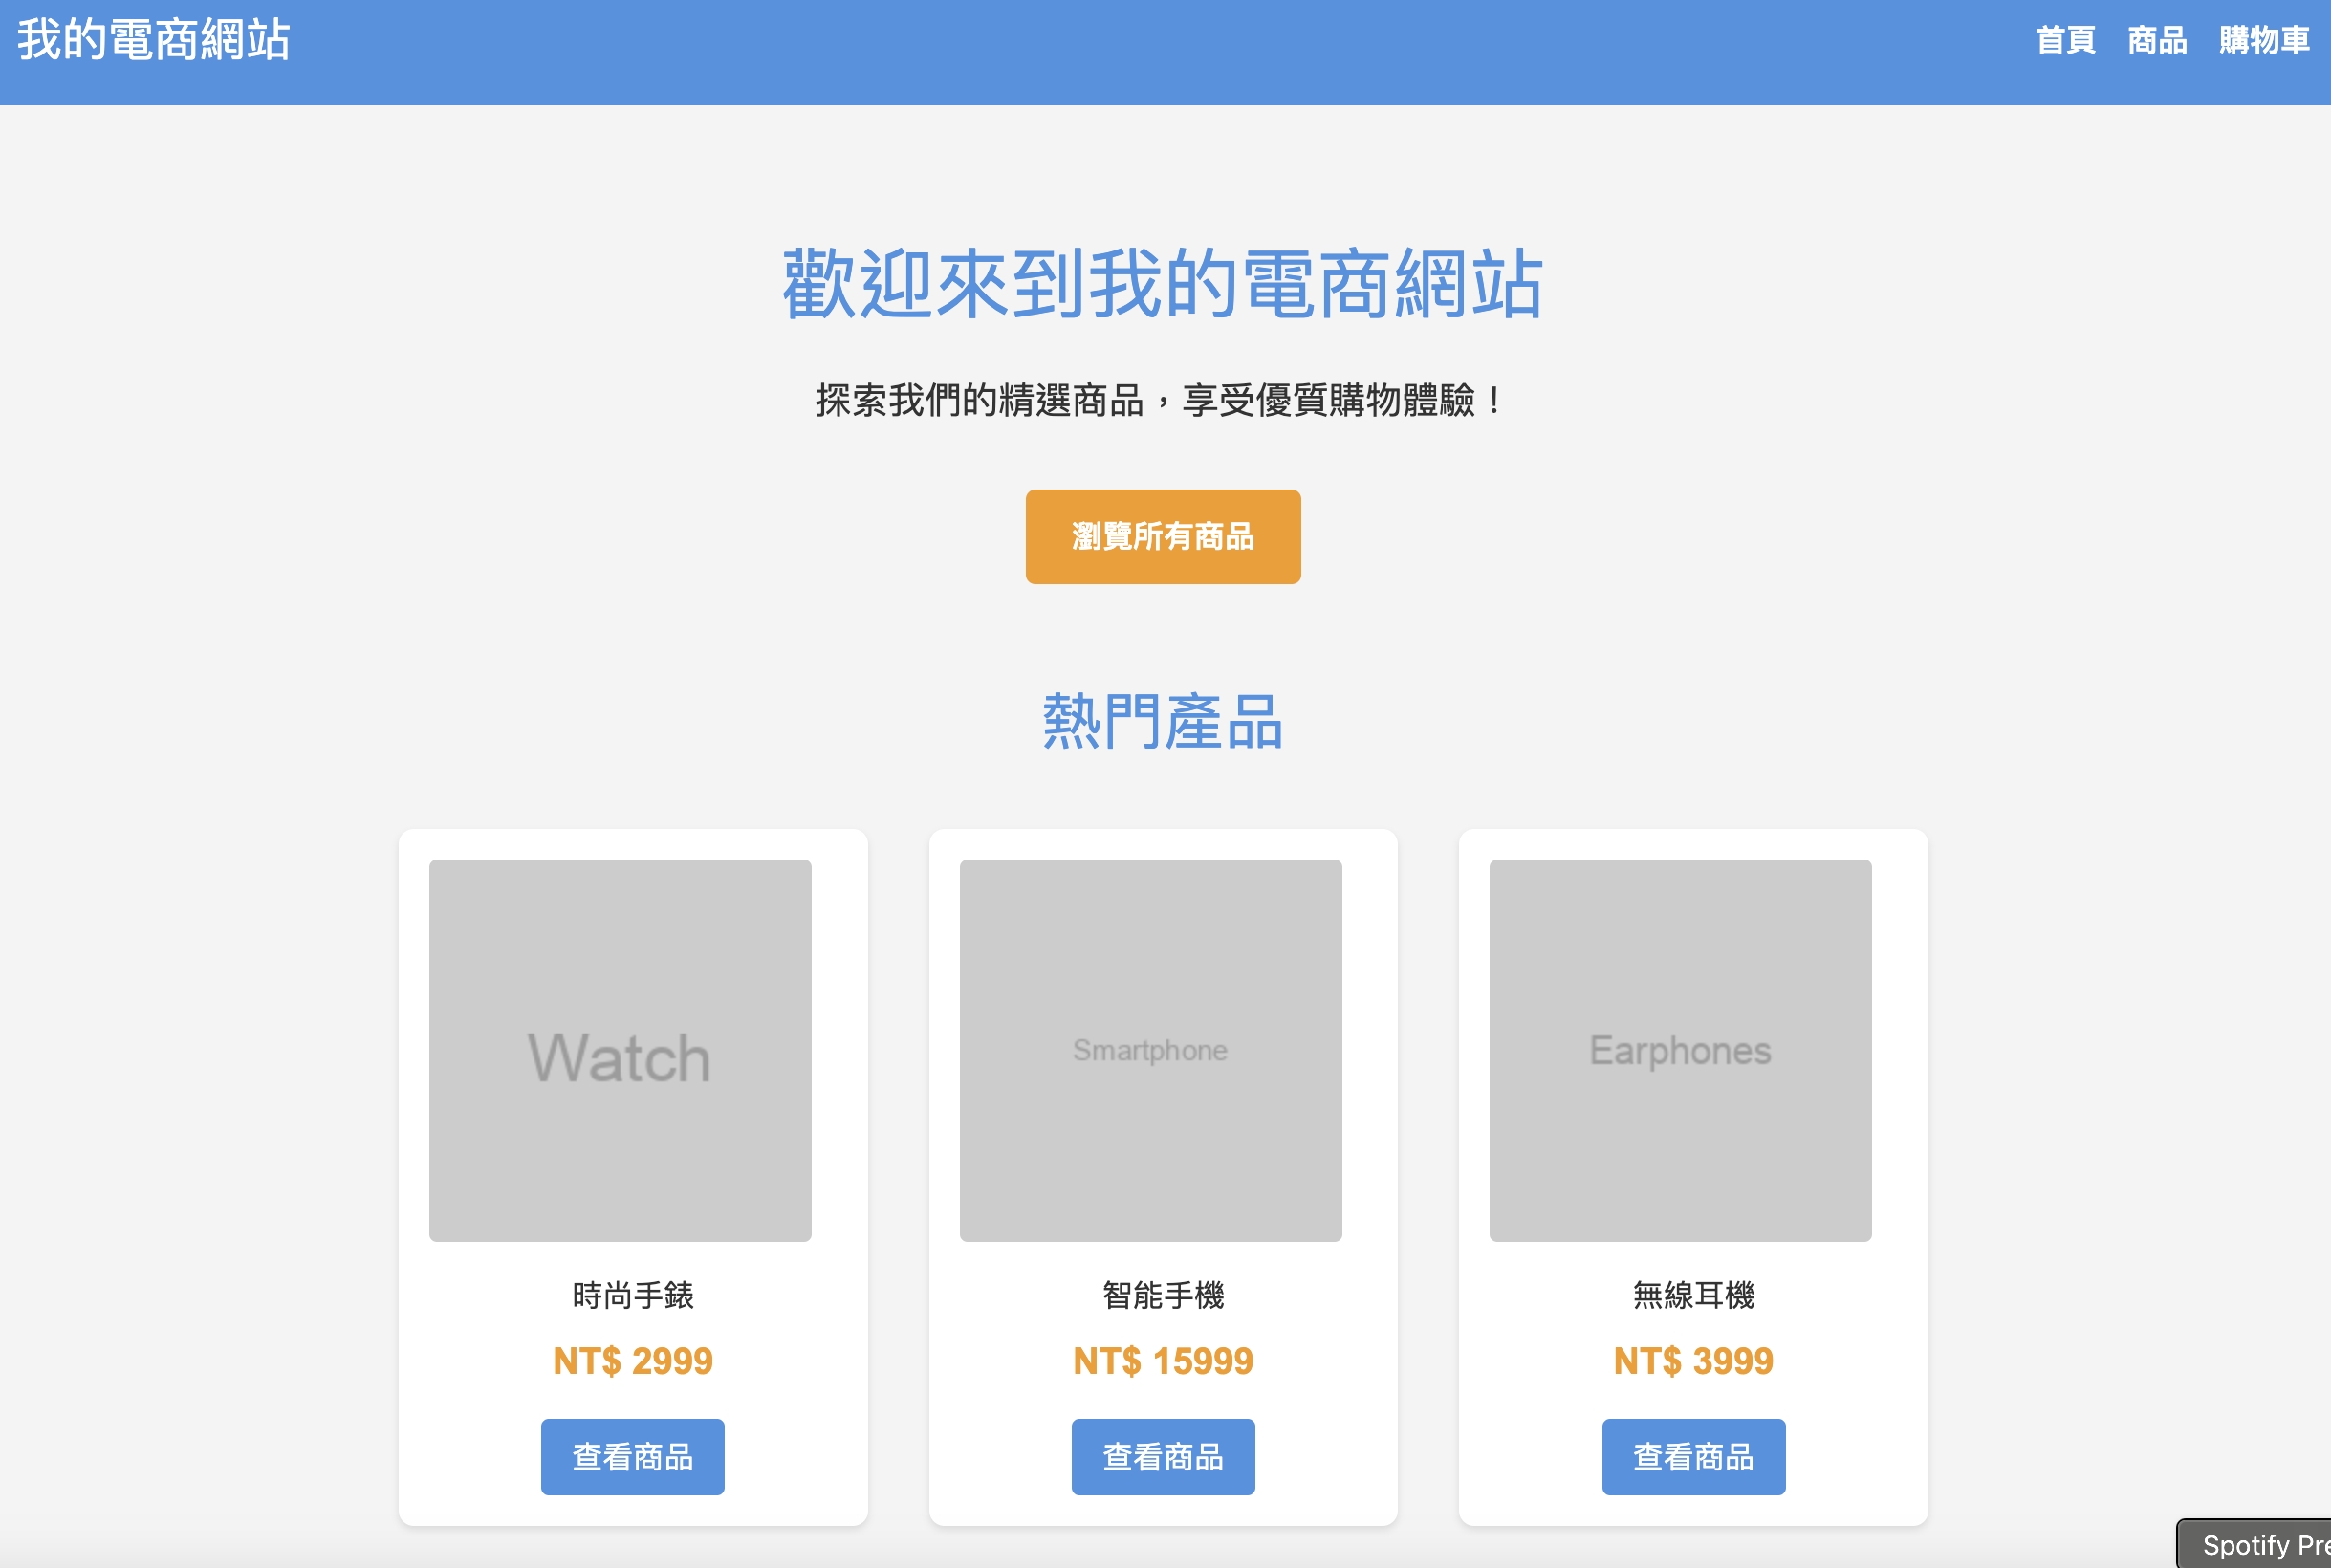 我的電商網站
首頁 商品 購物車
歡迎來到我的電商網站
探索我們的精選商品，享受優質購物體驗！
瀏覽所有商品
熱門產品
Watch
Smartphone
Earphones
時尚手錶
智能手機
無線耳機
NT$ 2999
NT$ 15999
NT$ 3999
查看商品
查看商品
查看商品
Spotify